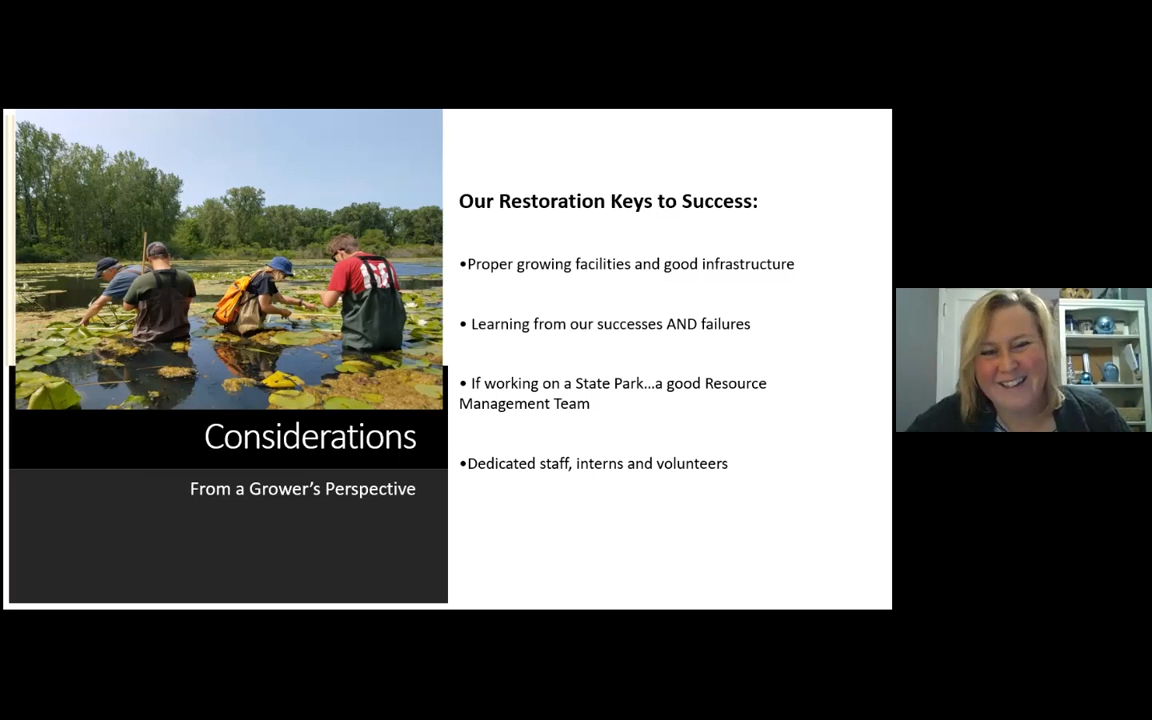 Considerations
From a Grower's Perspective
Our Restoration Keys to Success:
•Proper growing facilities and good infrastructure
• Learning from our successes AND failures
• If working on a State Park...a good Resource
Management Team
•Dedicated staff, interns and volunteers